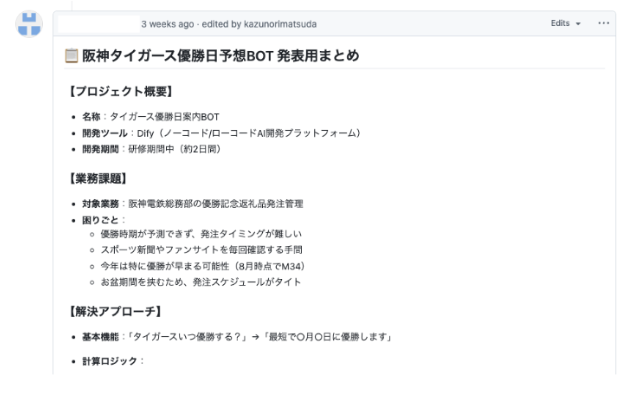 3 weeks ago · edited by kazunorimatsuda
Edits
📋 阪神タイガース優勝日予想BOT 発表用まとめ
【プロジェクト概要】
• 名称：タイガース優勝日案内BOT
• 開発ツール：Dify（ノーコード/ローコードAI開発プラットフォーム）
• 開発期間：研修期間中（約2日間）
【業務課題】
• 対象業務：阪神電鉄総務部の優勝記念返礼品発注管理
• 困りごと：
◦ 優勝時期が予測できず、発注タイミングが難しい
◦ スポーツ新聞やファンサイトを毎回確認する手間
◦ 今年は特に優勝が早まる可能性（8月時点でM34）
◦ お盆期間を挟むため、発注スケジュールがタイト
【解決アプローチ】
• 基本機能：「タイガースいつ優勝する？」→「最短で〇月〇日に優勝します」
• 計算ロジック：